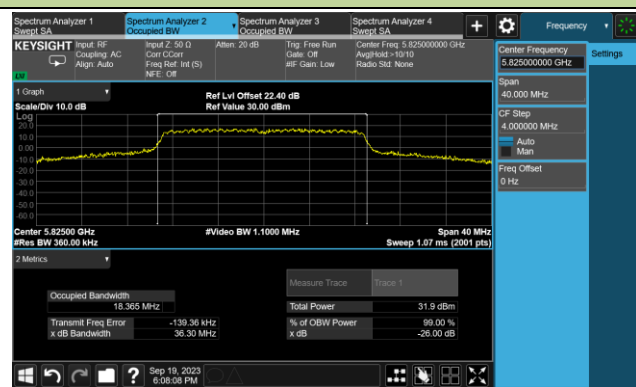 Spectrum Analyzer 1
Swept SA
Spectrum Analyzer 2
Occupied BW
Spectrum Analyzer 3
Occupied BW
Spectrum Analyzer 4
Swept SA
+
Frequency
KEYSIGHT
Input: RF
Coupling: AC
Align: Auto
Input Z: 50 Ω
Corr CCorr
Freq Ref: Int (S)
NFE: Off
Atten: 20 dB
Trig: Free Run
Gate: Off
#IF Gain: Low
Center Freq: 5.825000000 GHz
Avg|Hold:>10/10
Radio Std: None
Center Frequency
5.825000000 GHz
Settings
Span
40.000 MHz
CF Step
4.000000 MHz
Auto
Man
Freq Offset
0 Hz
1 Graph
Scale/Div 10.0 dB
Ref Lvl Offset 22.40 dB
Ref Value 30.00 dBm
Log
20.0
10.0
0.00
-10.0
-20.0
-30.0
-40.0
-50.0
-60.0
Center 5.82500 GHz
#Video BW 1.1000 MHz
Span 40 MHz
#Res BW 360.00 kHz
Sweep 1.07 ms (2001 pts)
2 Metrics
Measure Trace
Trace 1
Occupied Bandwidth
18.365 MHz
Total Power
31.9 dBm
Transmit Freq Error
-139.36 kHz
% of OBW Power
99.00 %
x dB Bandwidth
36.30 MHz
x dB
-26.00 dB
?
Sep 19, 2023
6:08:08 PM